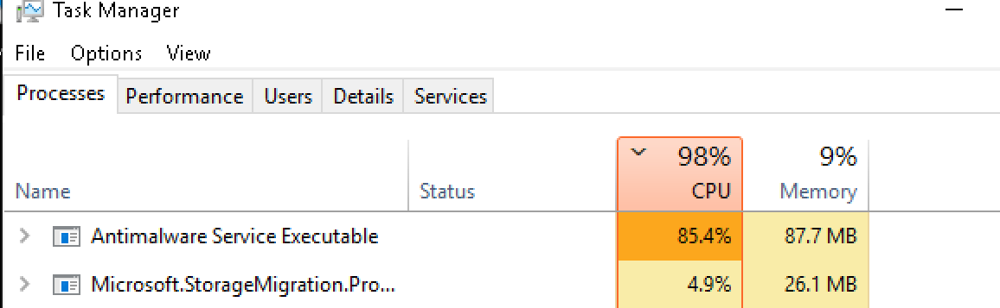 Task Manager
File Options View
Processes Performance Users Details Services
98% 9%
Name Status CPU Memory
Antimalware Service Executable 85.4% 87.7 MB
Microsoft.StorageMigration.Pro... 4.9% 26.1 MB